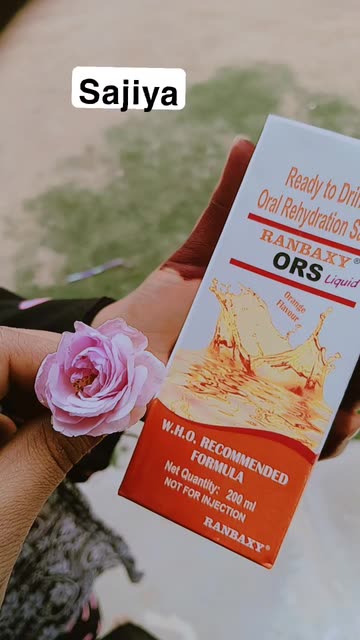 Sajiya
Ready to Drin
Oral Rehydration S
RANBAXY®
ORS Liquid
Orange
Flavour
W.H.O. RECOMMENDED
FORMULA
Net Quantity: 200 ml
NOT FOR INJECTION
RANBAXY